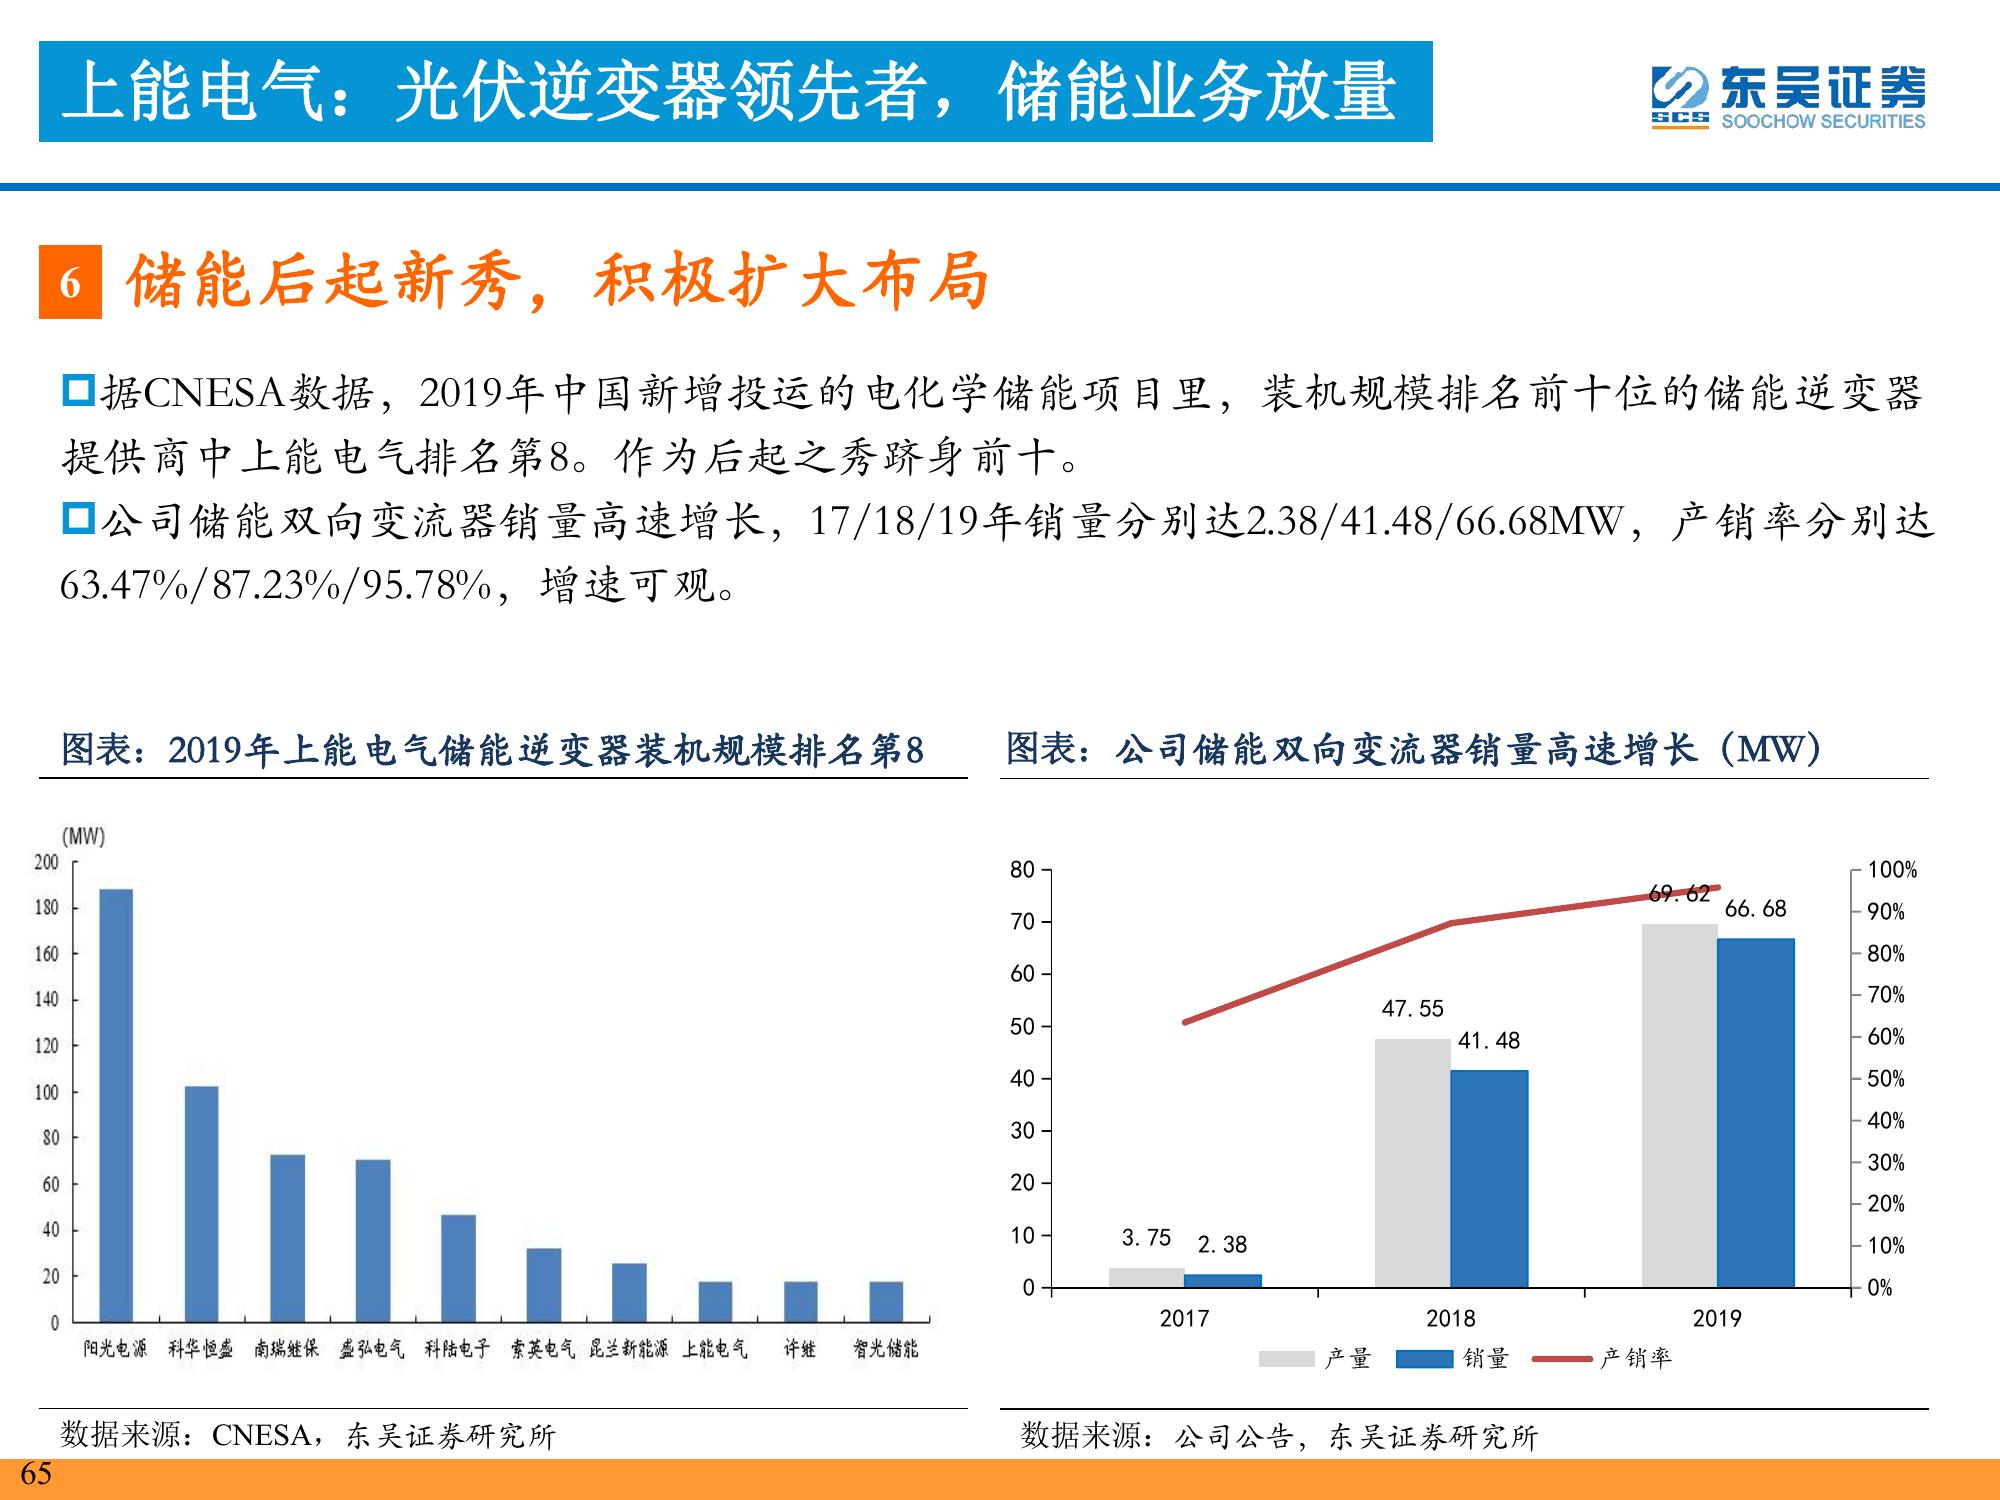 上能电气：光伏逆变器领先者，储能业务放量
东吴证券
SCS
SOOCHOW SECURITIES
6
储能后起新秀，积极扩大布局
据CNESA数据，2019年中国新增投运的电化学储能项目里，装机规模排名前十位的储能逆变器
提供商中上能电气排名第8。作为后起之秀跻身前十。
公司储能双向变流器销量高速增长，17/18/19年销量分别达2.38/41.48/66.68MW，产销率分别达
63.47%/87.23%/95.78%，增速可观。
图表：2019年上能电气储能逆变器装机规模排名第8
(MW)
200
180
160
140
120
100
80
60
40
20
0
阳光电源 科华恒盛 南瑞继保 盛弘电气 科陆电子 索英电气 昆兰新能源 上能电气 许继 智光储能
数据来源：CNESA，东吴证券研究所
图表：公司储能双向变流器销量高速增长（MW）
80
70
60
50
40
30
20
10
0
100%
90%
80%
70%
60%
50%
40%
30%
20%
10%
0%
3.75
2.38
47.55
41.48
69.62
66.68
2017 2018 2019
产量 销量 产销率
数据来源：公司公告，东吴证券研究所
65